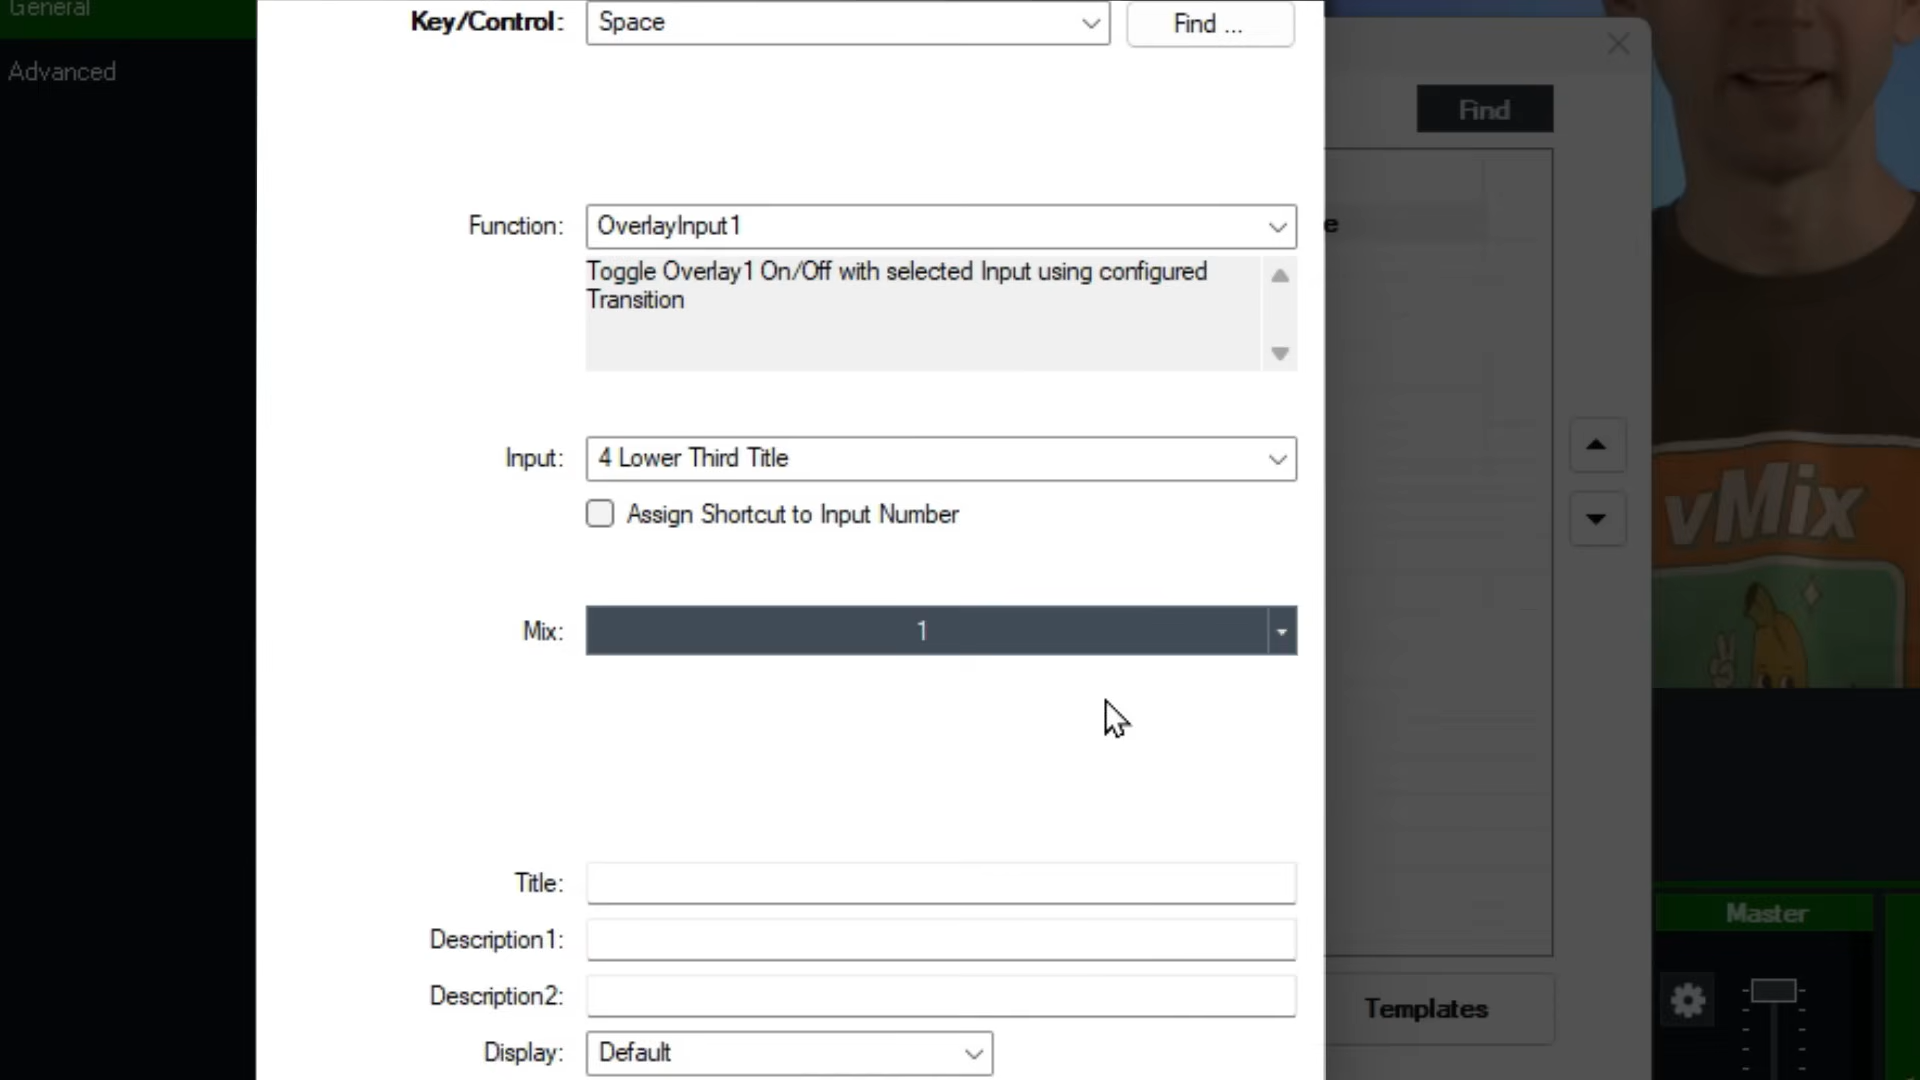 General
Advanced
Key/Control:
Space
Find ...
Find
Function:
OverlayInput1
e
Toggle Overlay1 On/Off with selected Input using configured
Transition
Input:
4 Lower Third Title
Assign Shortcut to Input Number
vMix
Mix:
1
Title:
Description1:
Master
Description2:
Templates
Display:
Default